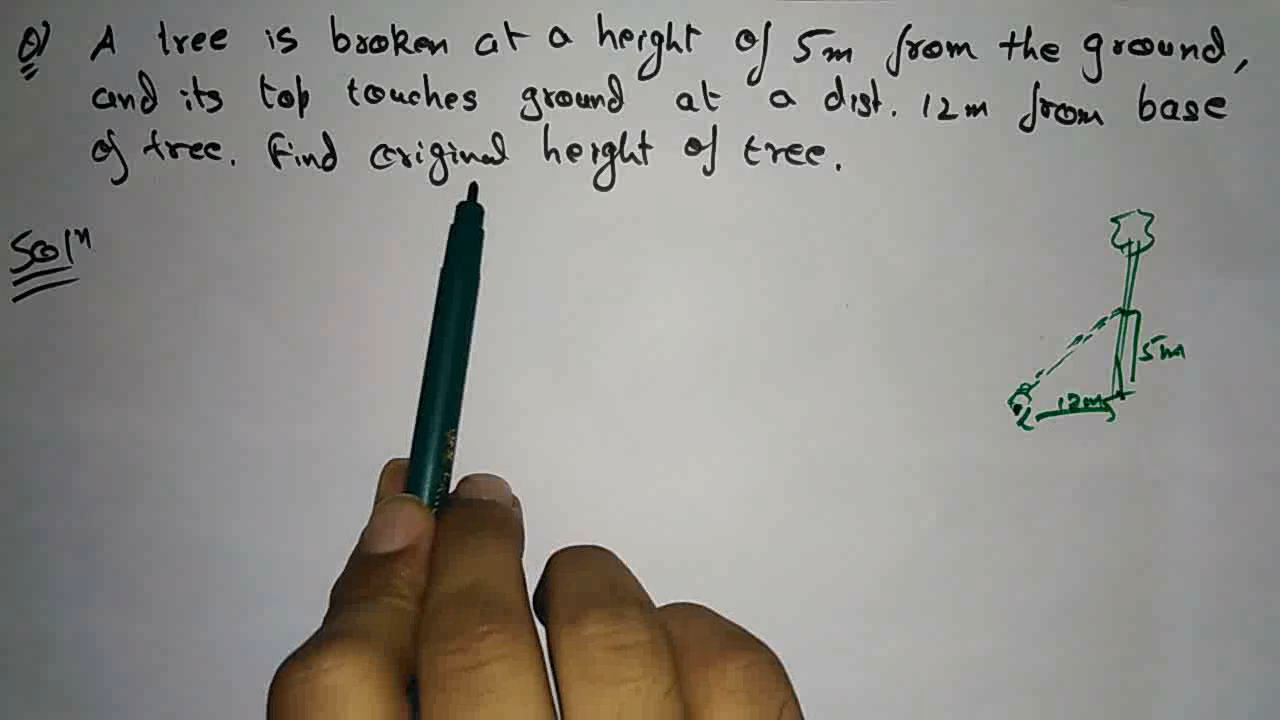 Q) A tree is broken at a height of 5m from the ground,
and its top touches ground at a dist. 12m from base
of tree. Find original height of tree.
Solⁿ
5m
12m